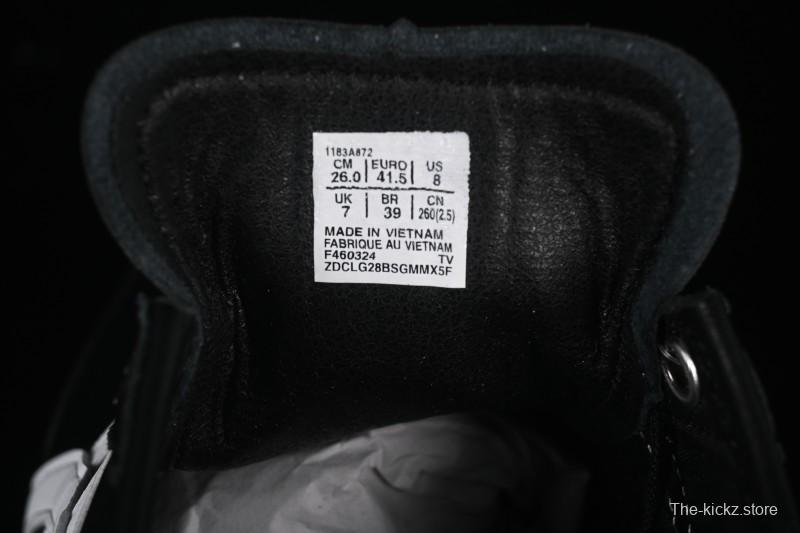 1183A872
CM EURO US
26.0 41.5 8
UK BR CN
7 39 260(2.5)
MADE IN VIETNAM
FABRIQUE AU VIETNAM
F460324 TV
ZDCLG28BSGMMX5F
The-kickz.store